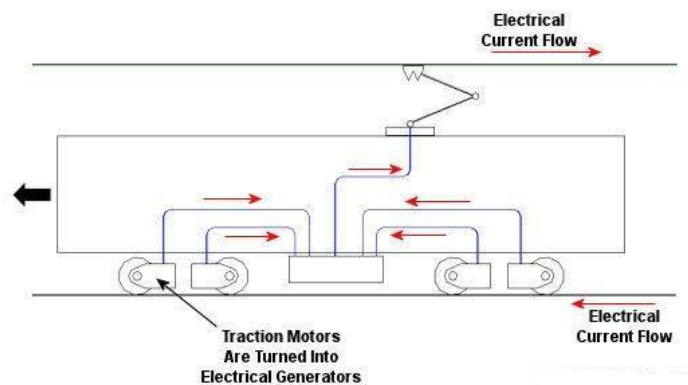 Electrical
Current Flow
Traction Motors
Are Turned Into
Electrical Generators
Electrical
Current Flow